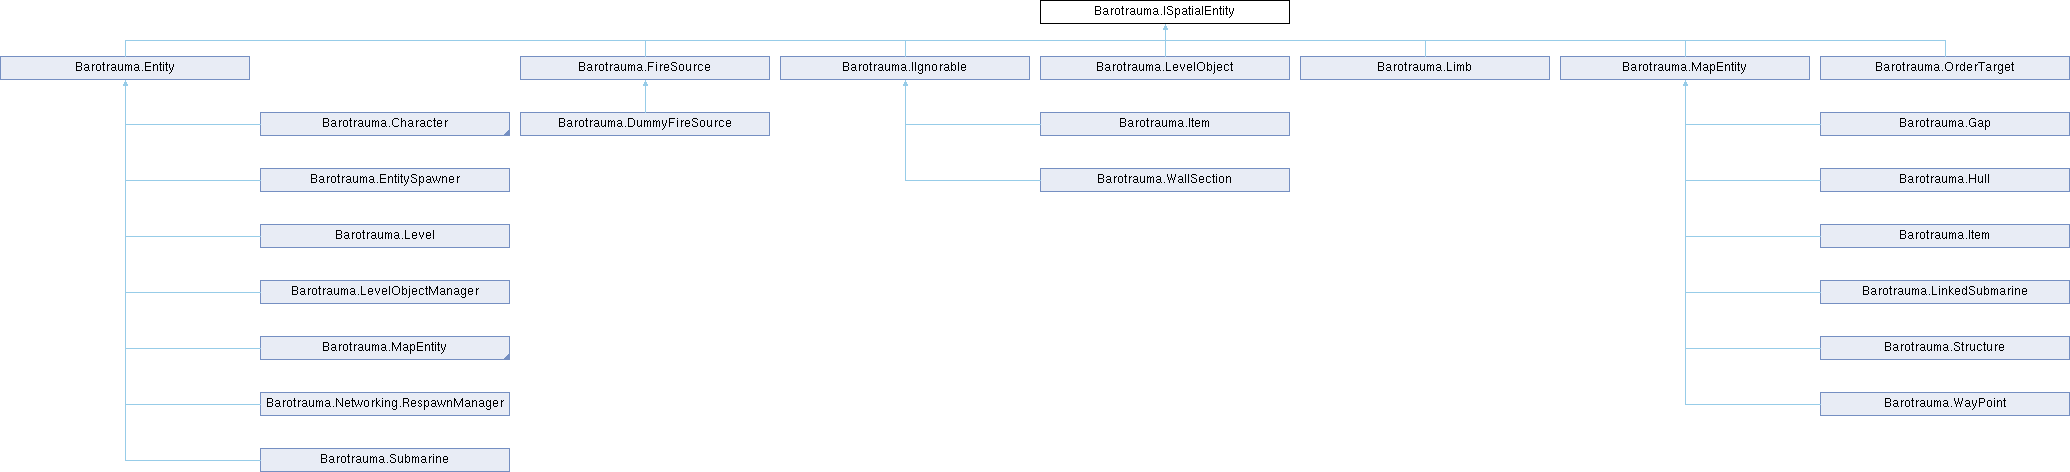 Barotrauma.ISpatialEntity
Barotrauma.Entity
Barotrauma.FireSource
Barotrauma.IIgnorable
Barotrauma.LevelObject
Barotrauma.Limb
Barotrauma.MapEntity
Barotrauma.OrderTarget
Barotrauma.Character
Barotrauma.DummyFireSource
Barotrauma.Item
Barotrauma.Gap
Barotrauma.EntitySpawner
Barotrauma.WallSection
Barotrauma.Hull
Barotrauma.Level
Barotrauma.Item
Barotrauma.LevelObjectManager
Barotrauma.LinkedSubmarine
Barotrauma.MapEntity
Barotrauma.Structure
Barotrauma.Networking.RespawnManager
Barotrauma.WayPoint
Barotrauma.Submarine